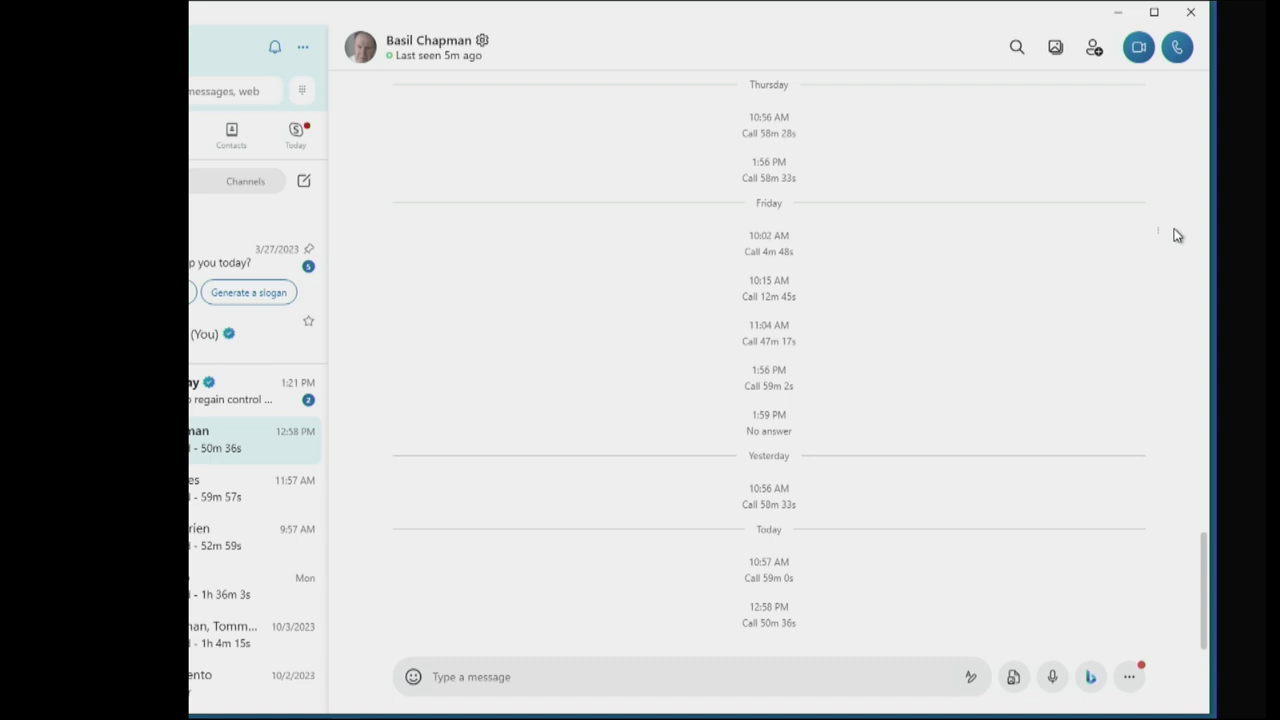 Basil Chapman
Last seen 5m ago
messages, web
Contacts
Today
Channels
3/27/2023
p you today?
5
Generate a slogan
(You)
ay 1:21 PM
regain control ...
2
man 12:58 PM
- 50m 36s
es 11:57 AM
- 59m 57s
rien 9:57 AM
- 52m 59s
Mon
- 1h 36m 3s
nan, Tomm... 10/3/2023
- 1h 4m 15s
ento 10/2/2023
Thursday
10:56 AM
Call 58m 28s
1:56 PM
Call 58m 33s
Friday
10:02 AM
Call 4m 48s
10:15 AM
Call 12m 45s
11:04 AM
Call 47m 17s
1:56 PM
Call 59m 2s
1:59 PM
No answer
Yesterday
10:56 AM
Call 58m 33s
Today
10:57 AM
Call 59m 0s
12:58 PM
Call 50m 36s
Type a message